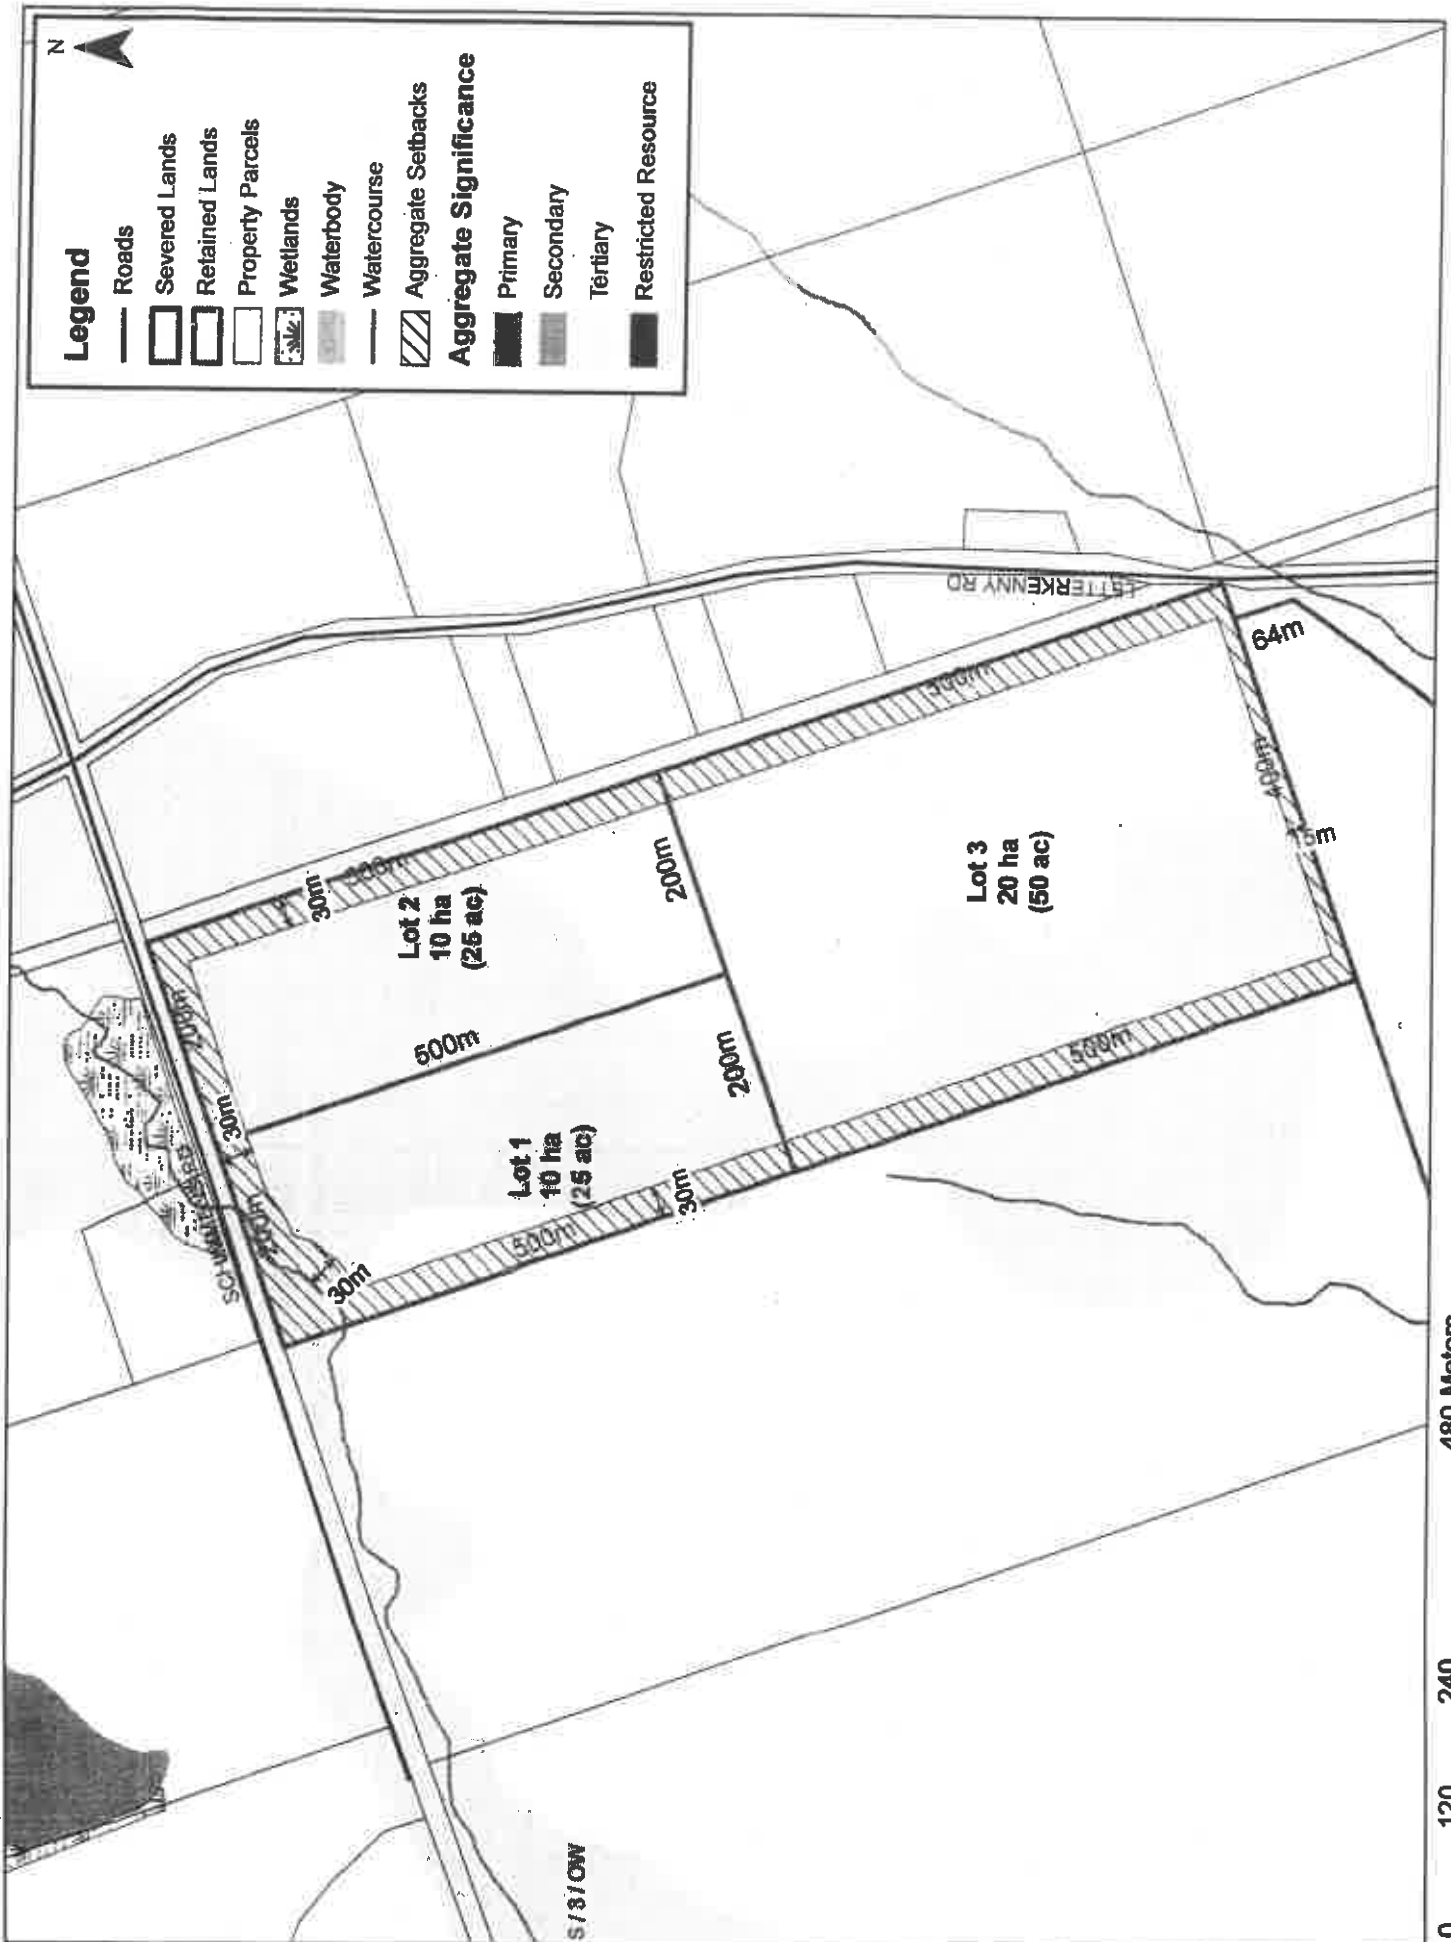 N
Legend
Roads
Severed Lands
Retained Lands
Property Parcels
Wetlands
Waterbody
Watercourse
Aggregate Setbacks
Aggregate Significance
Primary
Secondary
Tertiary
Restricted Resource
LETTERKENNY RD
200m
30m
200m
30m
500m
30m
Lot 2
10 ha
(25 ac)
500m
200m
Lot 1
10 ha
(25 ac)
500m
30m
200m
500m
Lot 3
20 ha
(50 ac)
500m
400m
15m
64m
S/3/OW
0 120 240 480 Meters